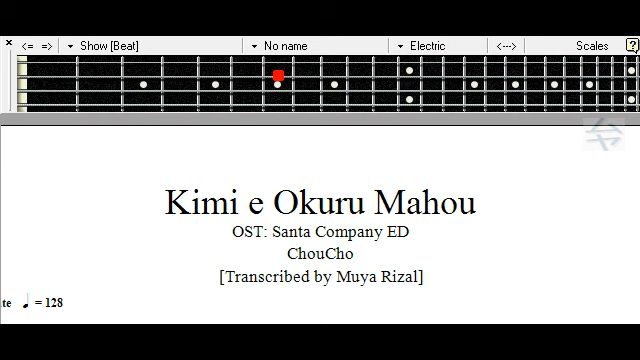 <= => Show [Beat] No name Electric <---> Scales ?
Kimi e Okuru Mahou
OST: Santa Company ED
ChouCho
[Transcribed by Muya Rizal]
te ♩ = 128